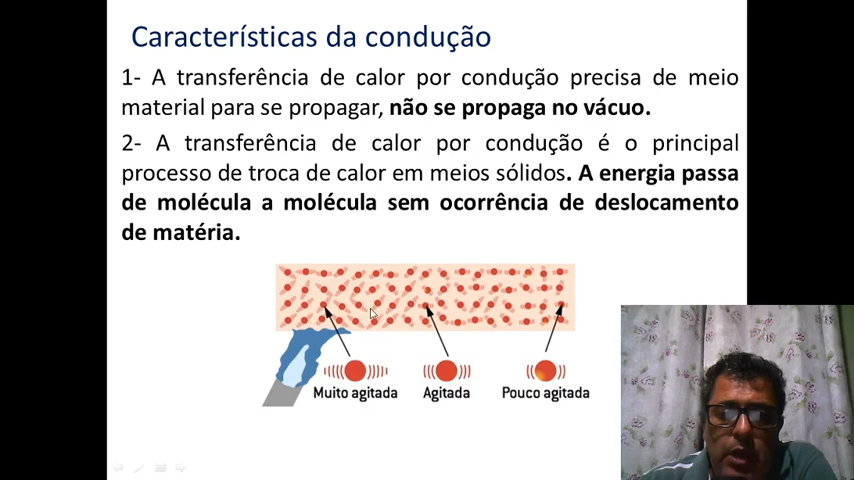 Características da condução
1- A transferência de calor por condução precisa de meio
material para se propagar, não se propaga no vácuo.
2- A transferência de calor por condução é o principal
processo de troca de calor em meios sólidos. A energia passa
de molécula a molécula sem ocorrência de deslocamento
de matéria.
Muito agitada Agitada Pouco agitada